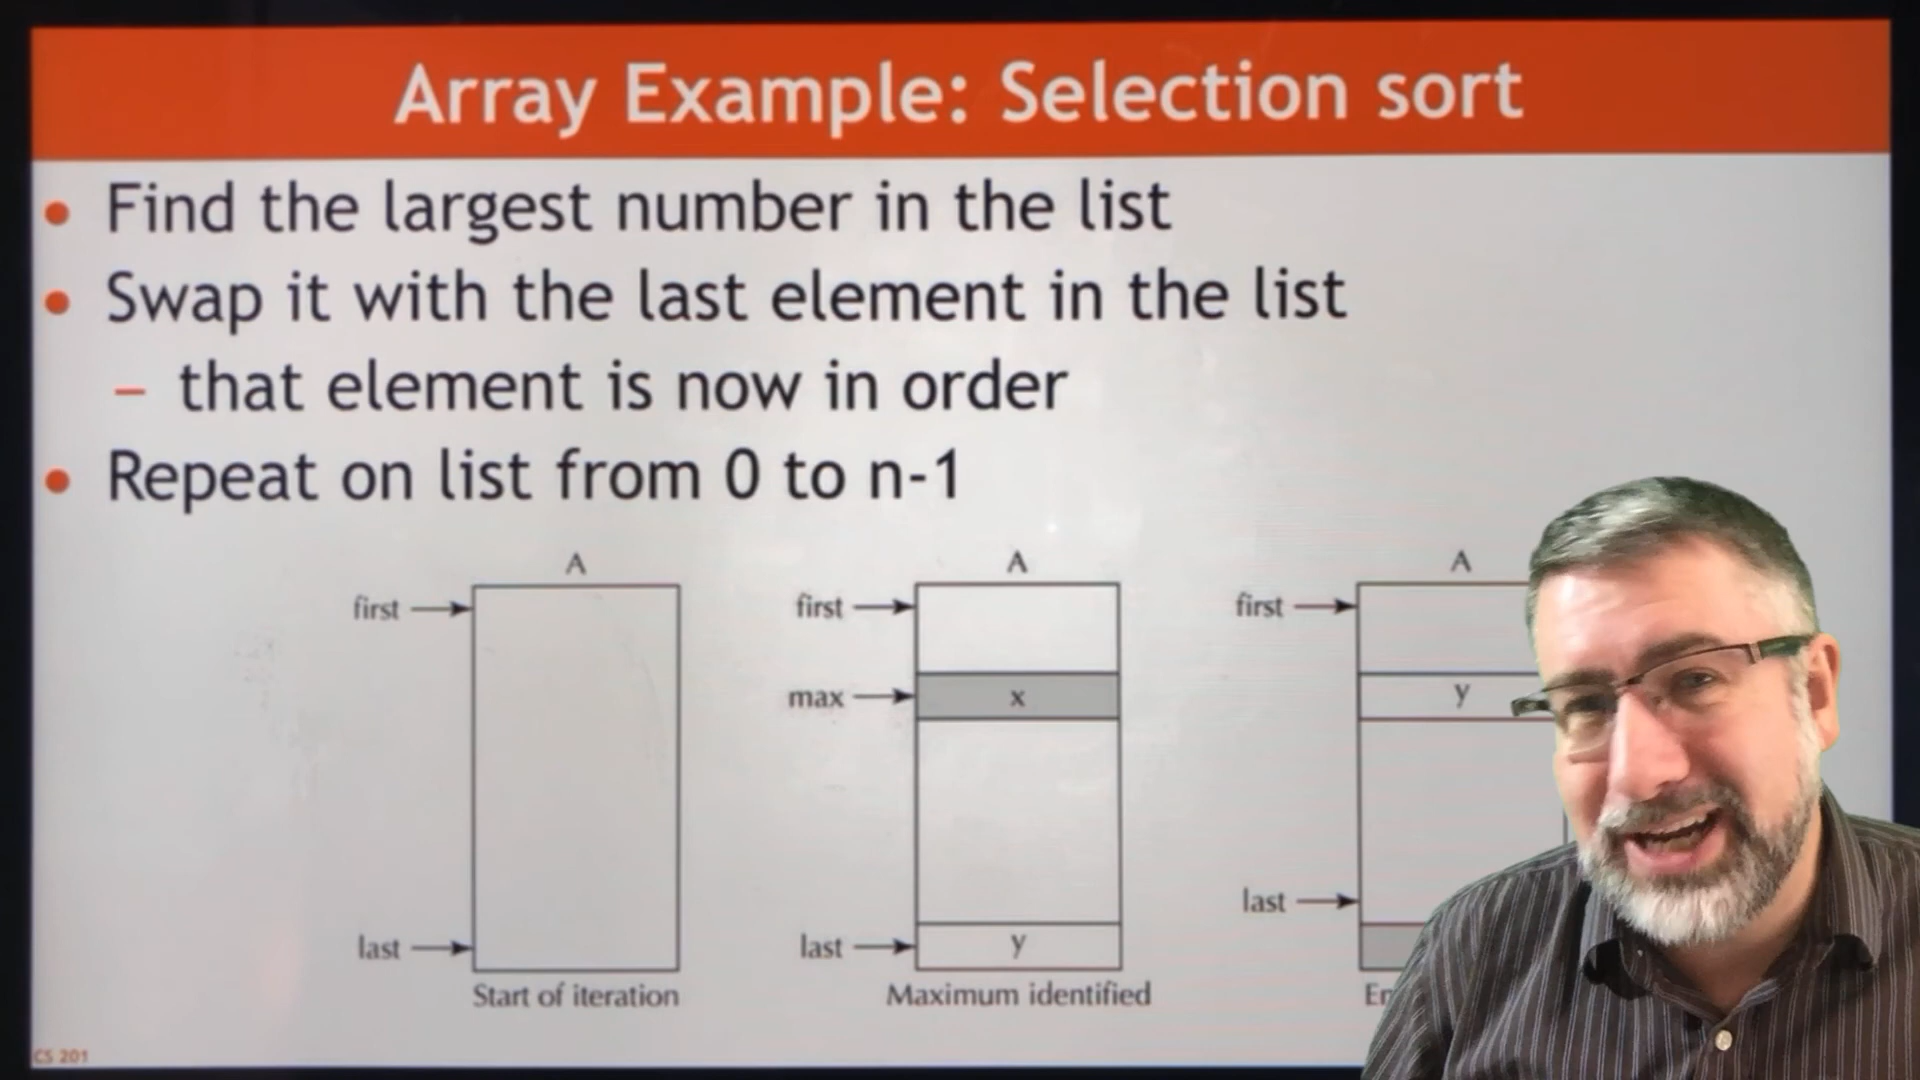 Array Example: Selection sort
• Find the largest number in the list
• Swap it with the last element in the list
– that element is now in order
• Repeat on list from 0 to n-1
A
A
A
first
first
first
max
x
y
last
last
y
last
Start of iteration
Maximum identified
CS 201